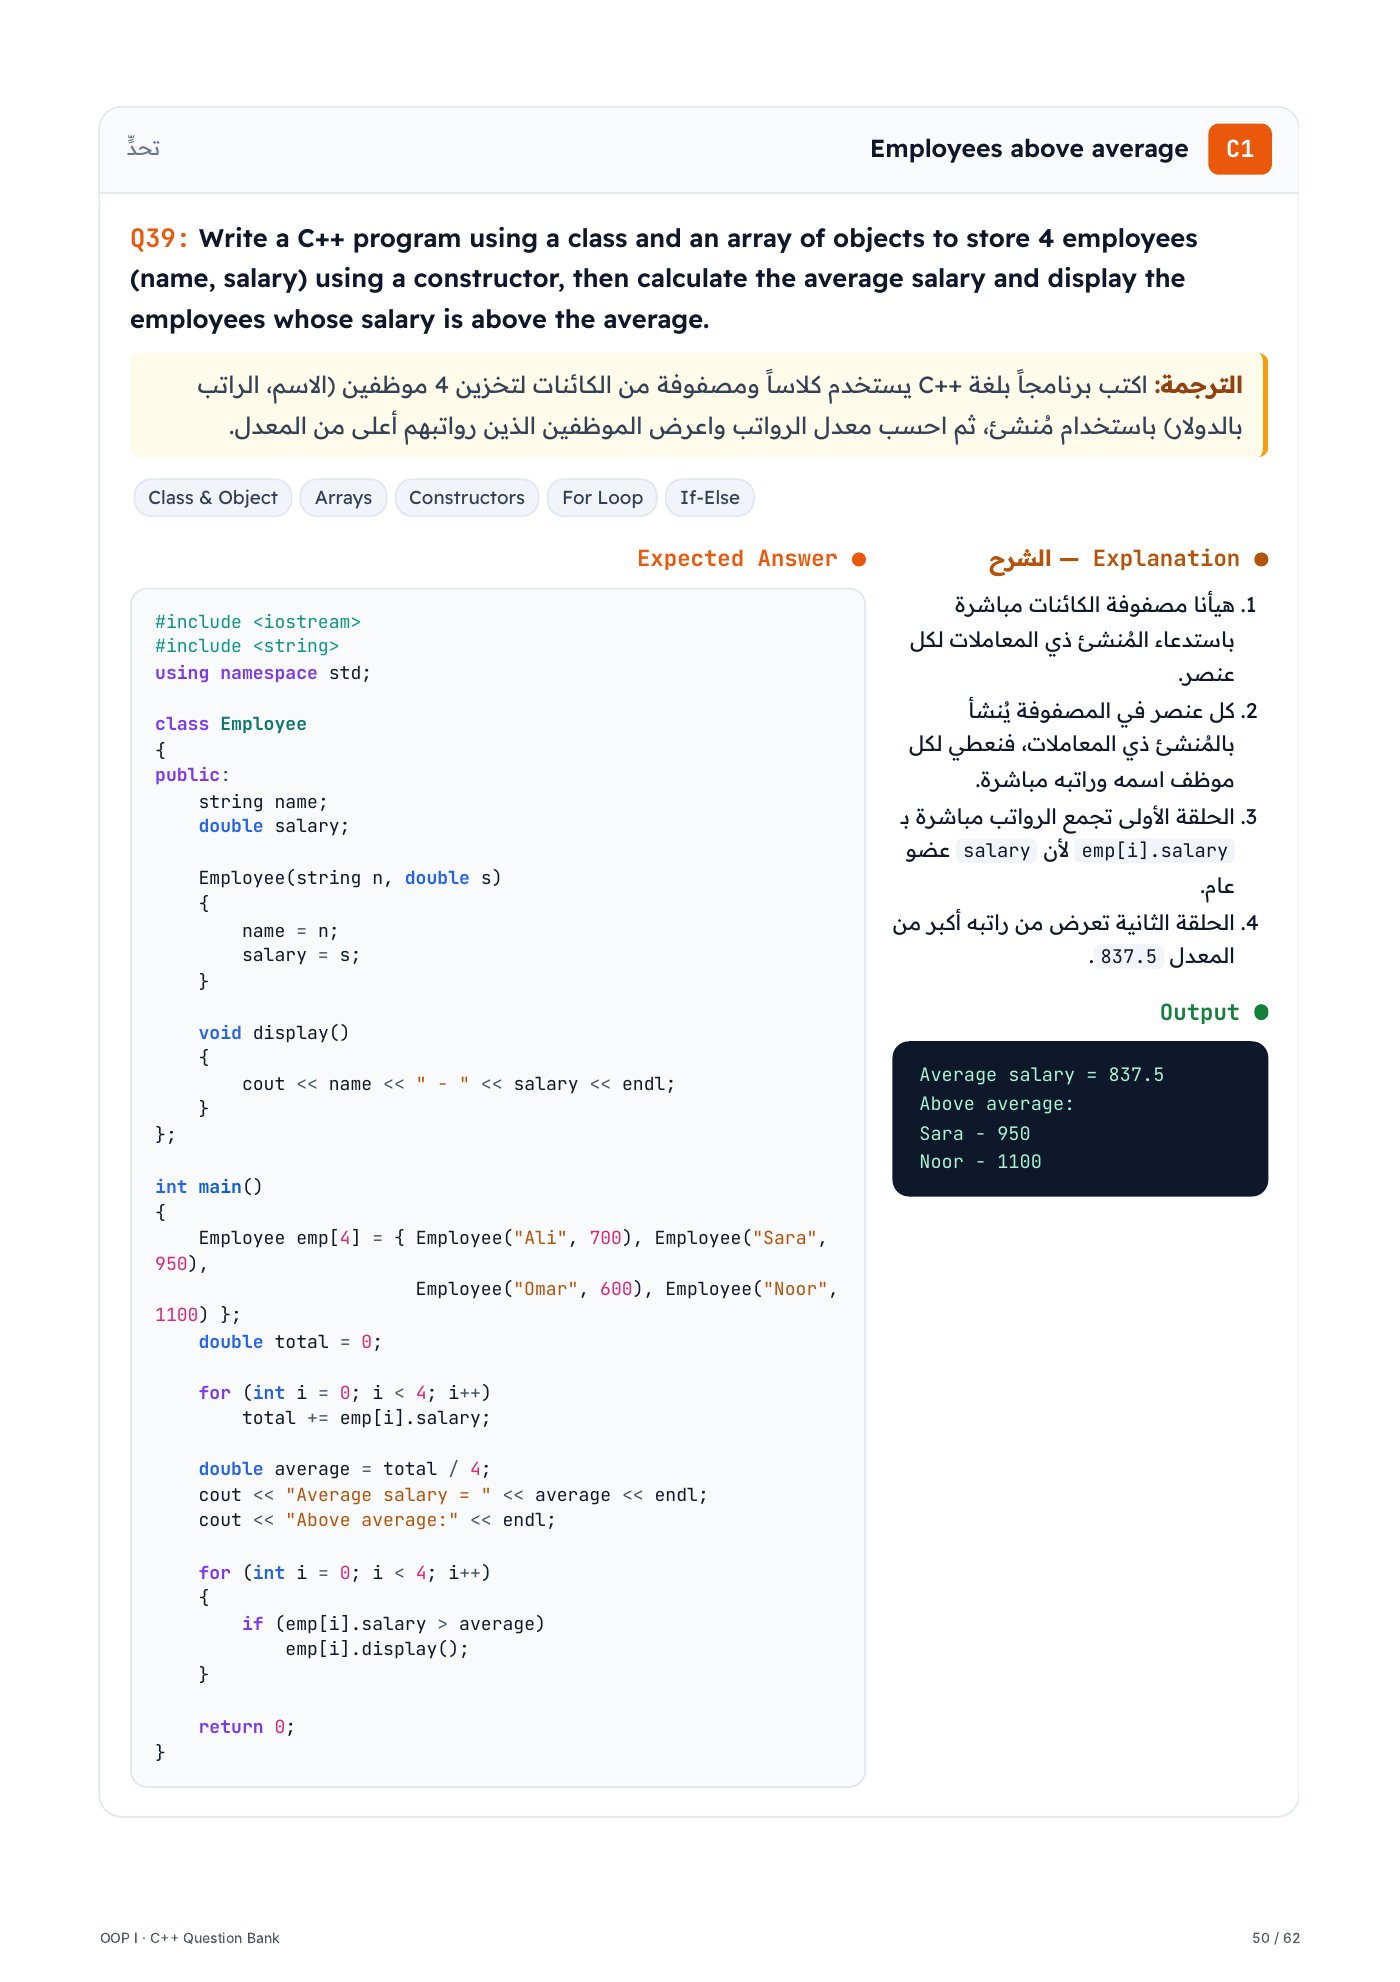 تحدٍّ
Employees above average
C1
Q39: Write a C++ program using a class and an array of objects to store 4 employees
(name, salary) using a constructor, then calculate the average salary and display the
employees whose salary is above the average.
الترجمة: اكتب برنامجاً بلغة C++ يستخدم كلاساً ومصفوفة من الكائنات لتخزين 4 موظفين (الاسم، الراتب
بالدولار) باستخدام مُنشئ، ثم احسب معدل الرواتب واعرض الموظفين الذين رواتبهم أعلى من المعدل.
Class & Object
Arrays
Constructors
For Loop
If-Else
Explanation — الشرح
1. هيأنا مصفوفة الكائنات مباشرة
باستدعاء المُنشئ ذي المعاملات لكل
عنصر.
2. كل عنصر في المصفوفة يُنشأ
بالمُنشئ ذي المعاملات، فنعطي لكل
موظف اسمه وراتبه مباشرة.
3. الحلقة الأولى تجمع الرواتب مباشرة بـ
emp[i].salary لأن salary عضو
عام.
4. الحلقة الثانية تعرض من راتبه أكبر من
المعدل 837.5 .
Output
Average salary = 837.5
Above average:
Sara - 950
Noor - 1100
Expected Answer
#include <iostream>
#include <string>
using namespace std;
class Employee
{
public:
    string name;
    double salary;
    Employee(string n, double s)
    {
        name = n;
        salary = s;
    }
    void display()
    {
        cout << name << " - " << salary << endl;
    }
};
int main()
{
    Employee emp[4] = { Employee("Ali", 700), Employee("Sara",
950),
                        Employee("Omar", 600), Employee("Noor",
1100) };
    double total = 0;
    for (int i = 0; i < 4; i++)
        total += emp[i].salary;
    double average = total / 4;
    cout << "Average salary = " << average << endl;
    cout << "Above average:" << endl;
    for (int i = 0; i < 4; i++)
    {
        if (emp[i].salary > average)
            emp[i].display();
    }
    return 0;
}
OOP I · C++ Question Bank
50 / 62